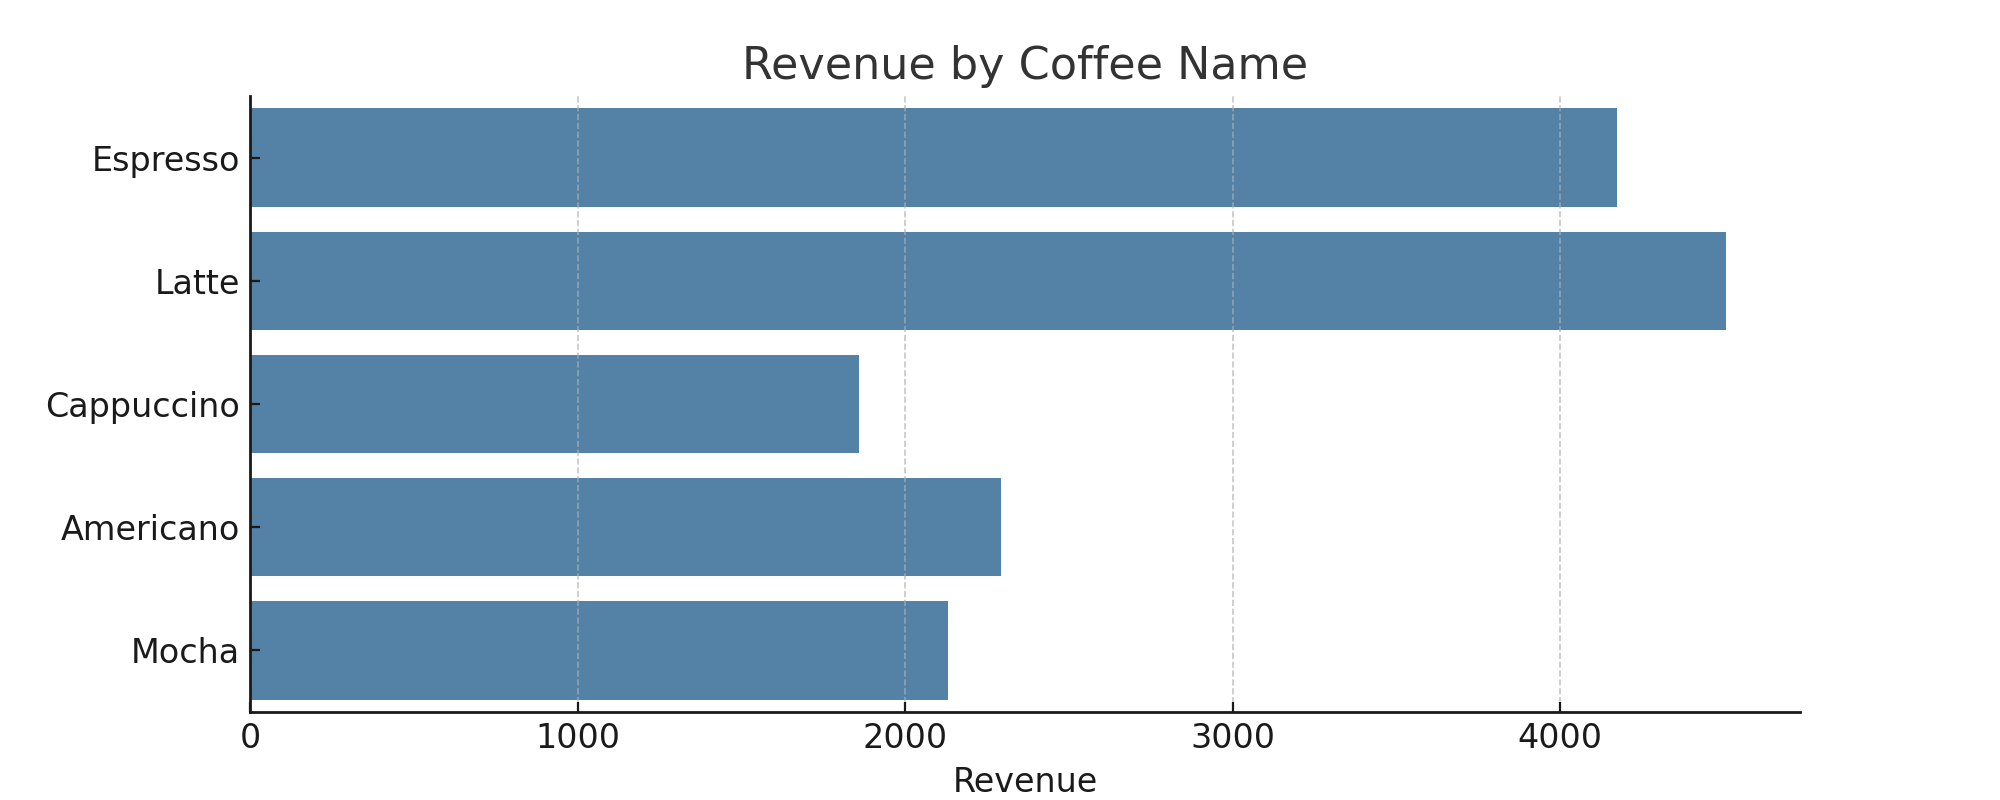 Revenue by Coffee Name
Espresso
Latte
Cappuccino
Americano
Mocha
0 1000 2000 3000 4000
Revenue